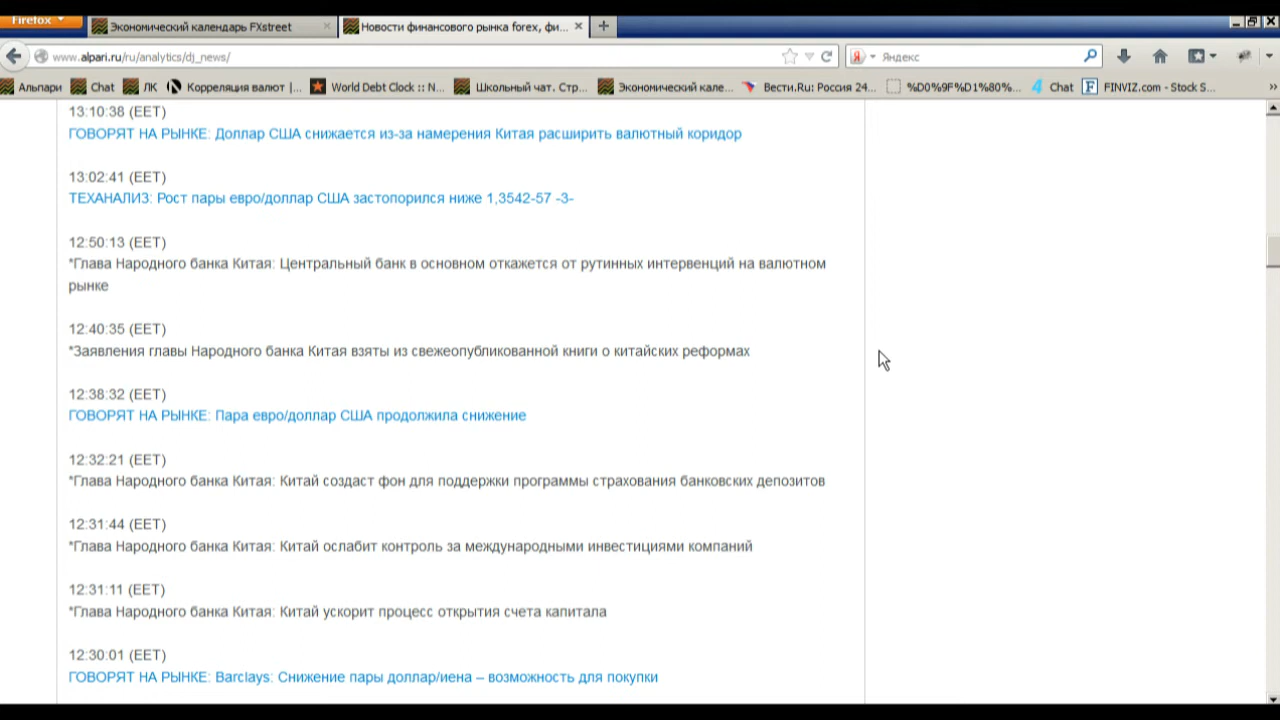 Firefox
Экономический календарь FXstreet
Новости финансового рынка forex, фи...
www.alpari.ru/ru/analytics/dj_news/
Яндекс
Альпари
Chat
ЛК
Корреляция валют |...
World Debt Clock :: N...
Школьный чат. Стр...
Экономический кале...
Вести.Ru: Россия 24...
%D0%9F%D1%80%...
Chat
FINVIZ.com - Stock S...
13:10:38 (EET)
ГОВОРЯТ НА РЫНКЕ: Доллар США снижается из-за намерения Китая расширить валютный коридор
13:02:41 (EET)
ТЕХАНАЛИЗ: Рост пары евро/доллар США застопорился ниже 1,3542-57 -3-
12:50:13 (EET)
*Глава Народного банка Китая: Центральный банк в основном откажется от рутинных интервенций на валютном
рынке
12:40:35 (EET)
*Заявления главы Народного банка Китая взяты из свежеопубликованной книги о китайских реформах
12:38:32 (EET)
ГОВОРЯТ НА РЫНКЕ: Пара евро/доллар США продолжила снижение
12:32:21 (EET)
*Глава Народного банка Китая: Китай создаст фон для поддержки программы страхования банковских депозитов
12:31:44 (EET)
*Глава Народного банка Китая: Китай ослабит контроль за международными инвестициями компаний
12:31:11 (EET)
*Глава Народного банка Китая: Китай ускорит процесс открытия счета капитала
12:30:01 (EET)
ГОВОРЯТ НА РЫНКЕ: Barclays: Снижение пары доллар/иена – возможность для покупки